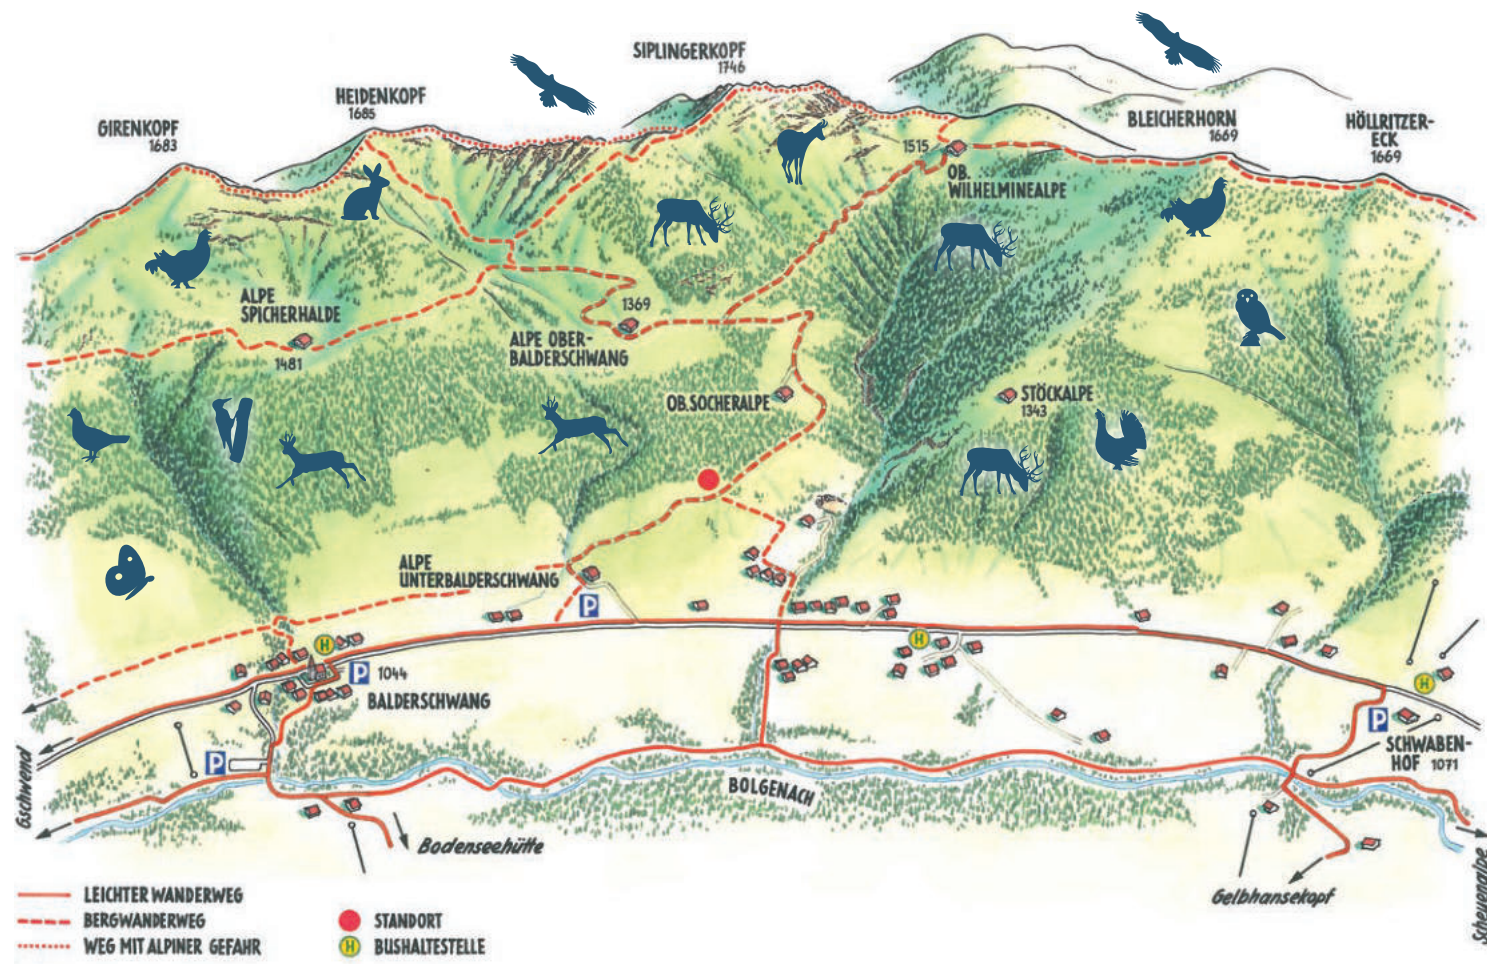 SIPLINGERKOPF
1746
HEIDENKOPF
1685
GIRENKOPF
1683
BLEICHERHORN
1669
HÖLLRITZER-
ECK
1669
1515
OB.
WILHELMINEALPE
ALPE
SPICHERHALDE
1481
1369
ALPE OBER-
BALDERSCHWANG
OB. SOCHERALPE
STÖCKALPE
1343
ALPE
UNTERBALDERSCHWANG
P
H
P 1044
BALDERSCHWANG
H
H
P
SCHWABEN-
HOF 1071
P
Gschwend
BOLGENACH
Bodenseehütte
Gelbhansekopf
Scheuenalpe
LEICHTER WANDERWEG
BERGWANDERWEG
WEG MIT ALPINER GEFAHR
STANDORT
H BUSHALTESTELLE